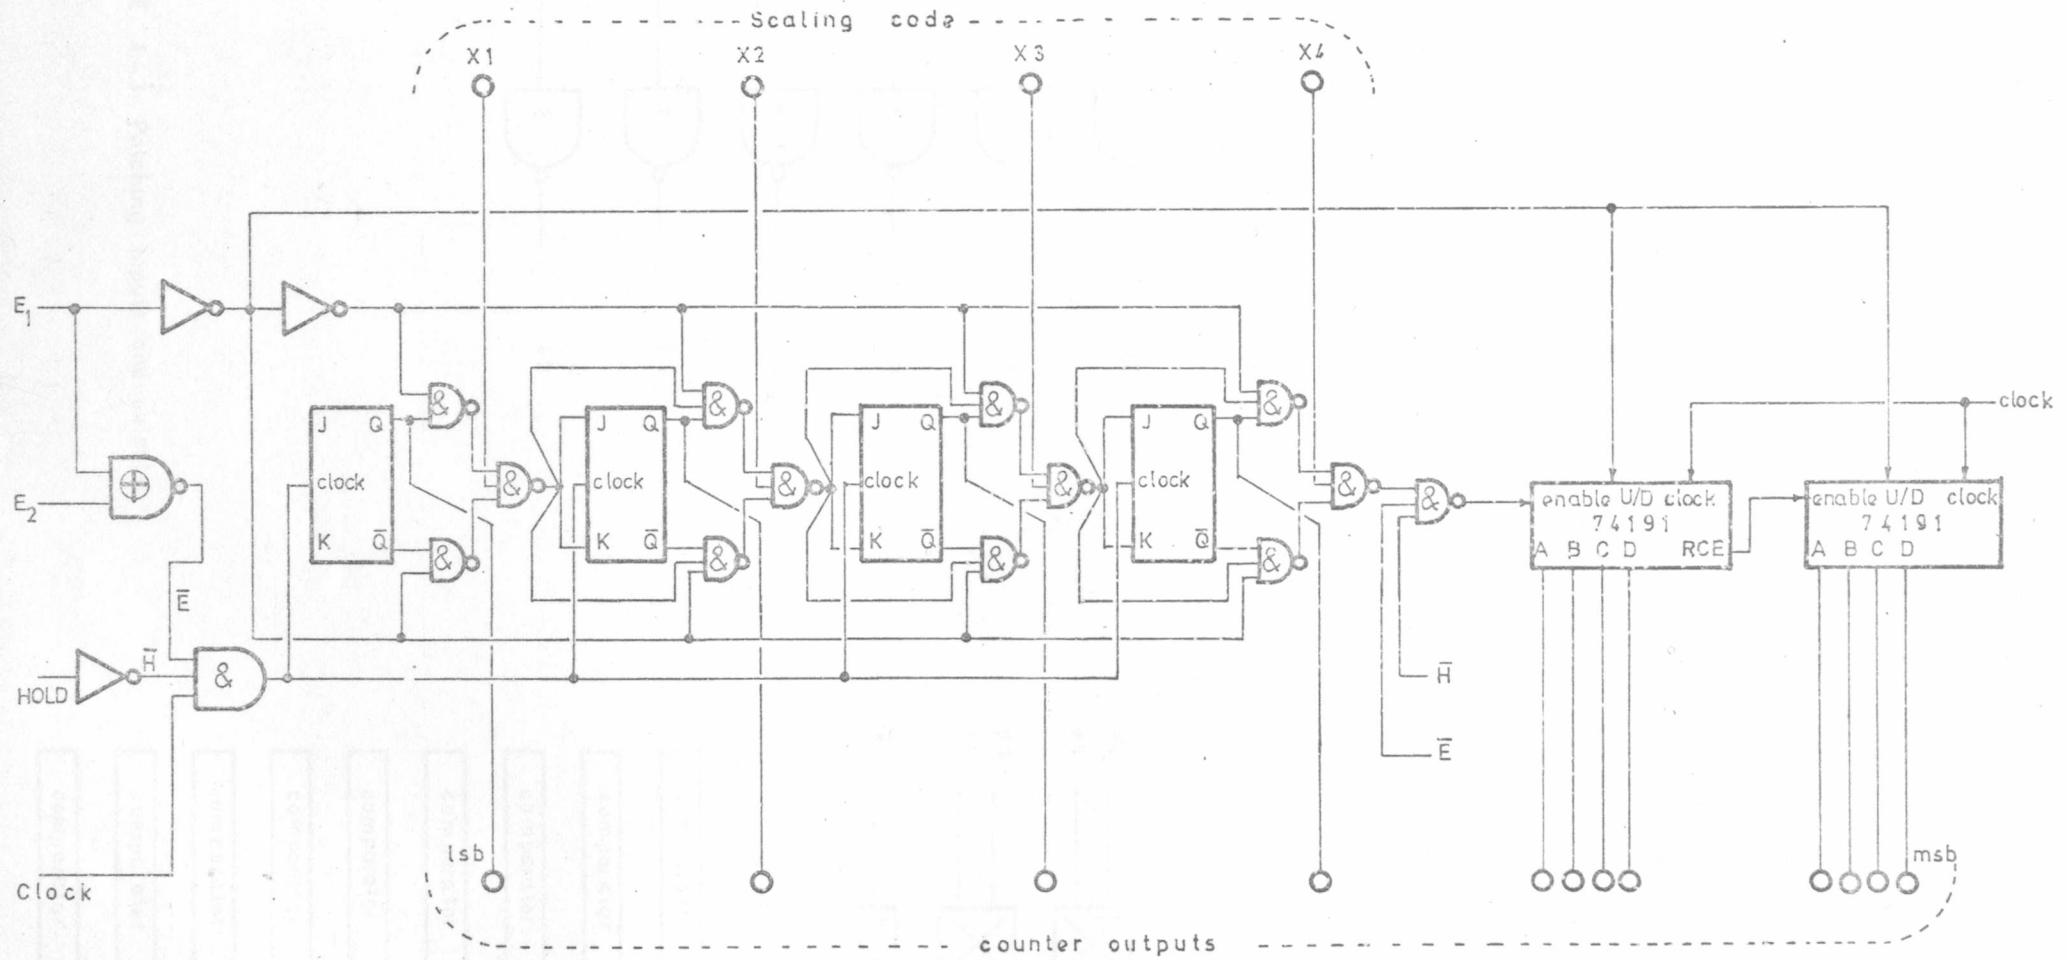 Scaling code
X1 X2 X3 X4
E1
E2
Ē
H̄
HOLD
Clock
&
J Q
clock
K Q̄
& & &
J Q
clock
K Q̄
& & &
J Q
clock
K Q̄
& & &
J Q
clock
K Q̄
& & & &
H̄
Ē
clock
enable U/D clock
74191
A B C D RCE
enable U/D clock
74191
A B C D
lsb
msb
counter outputs